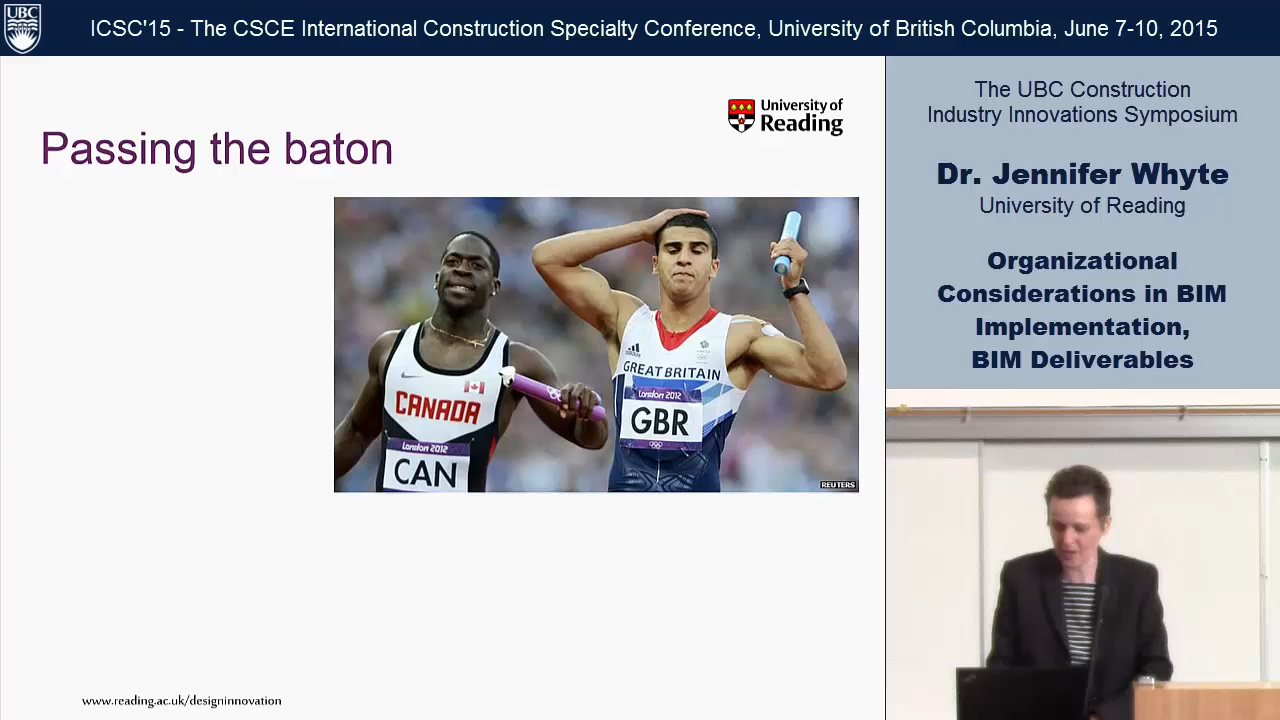 UBC
ICSC'15 - The CSCE International Construction Specialty Conference, University of British Columbia, June 7-10, 2015
University of
Reading
Passing the baton
CANADA
London 2012
CAN
GREAT BRITAIN
London 2012
GBR
adidas
REUTERS
www.reading.ac.uk/designinnovation
The UBC Construction
Industry Innovations Symposium
Dr. Jennifer Whyte
University of Reading
Organizational
Considerations in BIM
Implementation,
BIM Deliverables